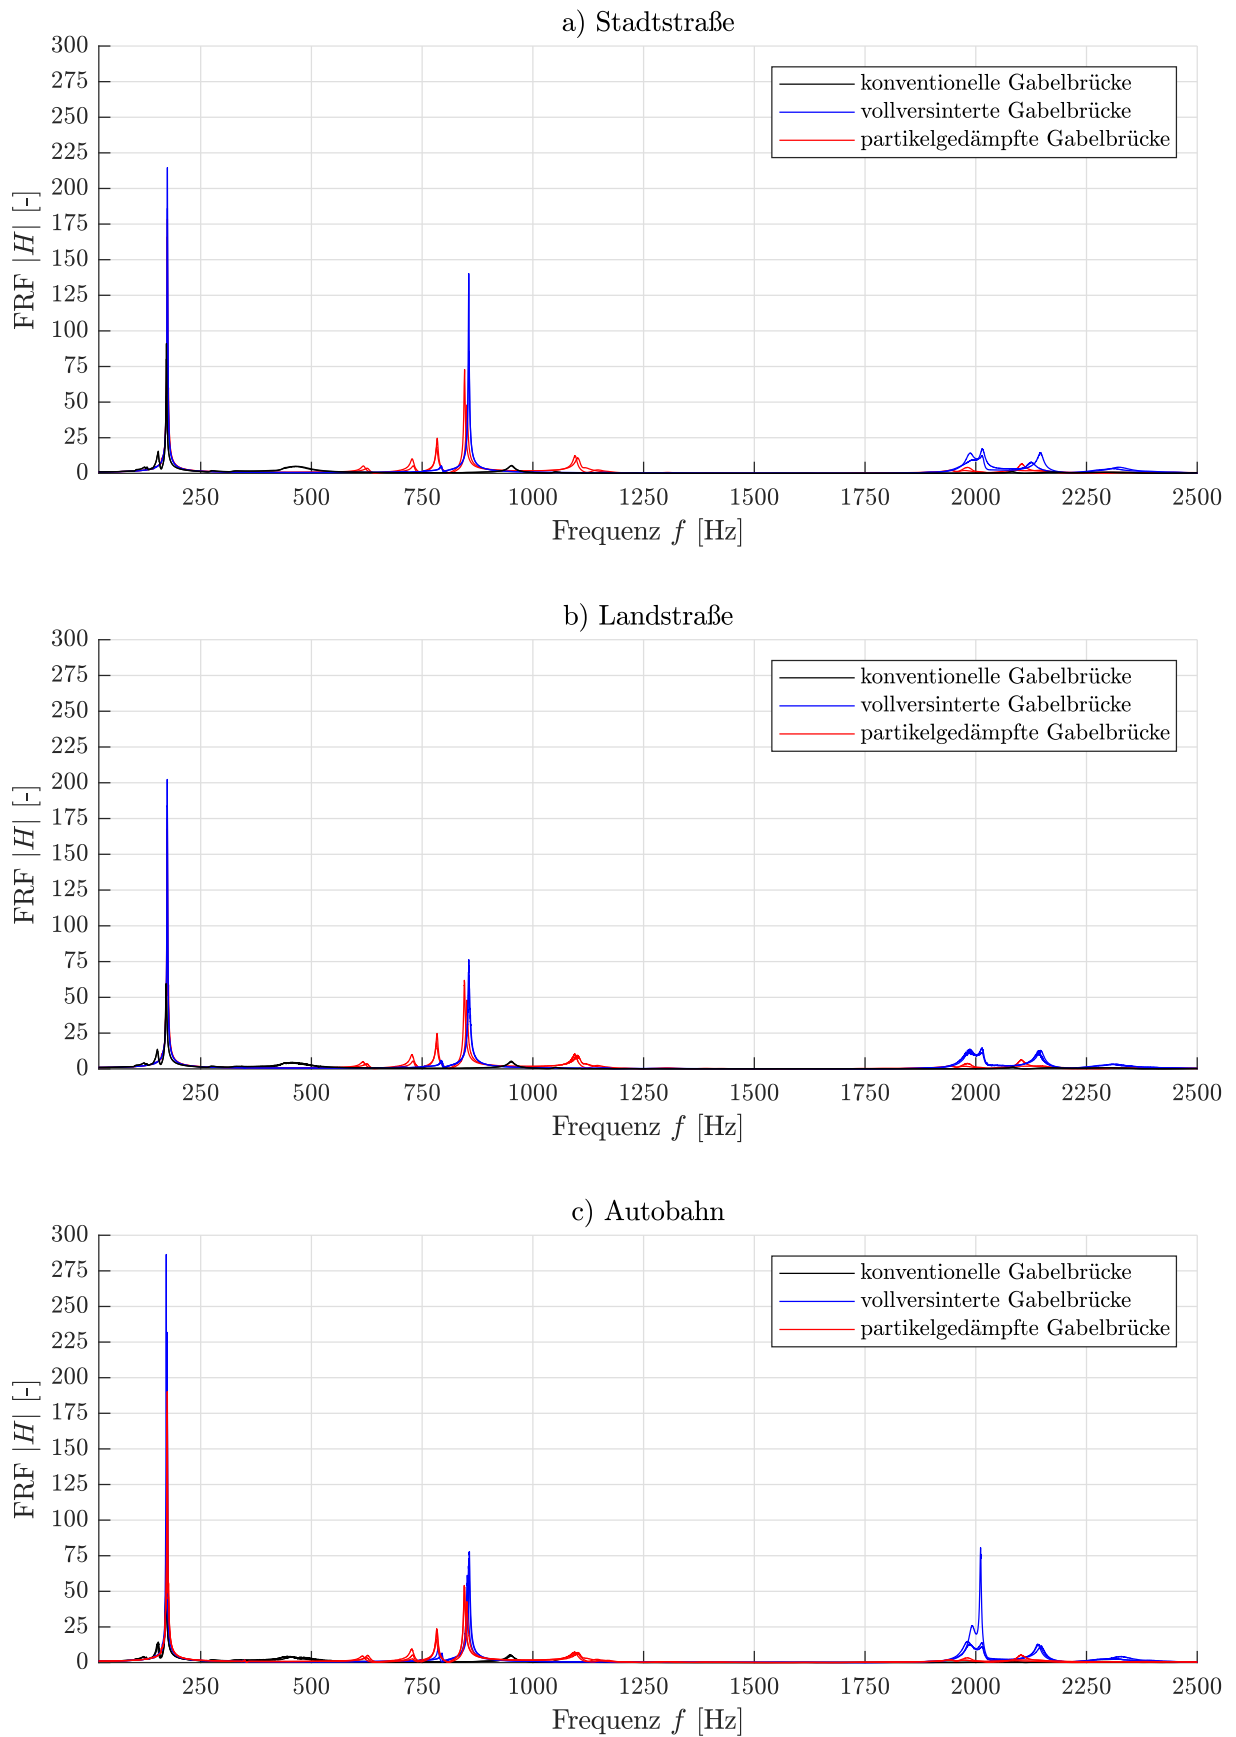 a) Stadtstraße
300
275
250
225
200
175
150
125
100
75
50
25
0
FRF |H| [-]
konventionelle Gabelbrücke
vollversinterte Gabelbrücke
partikelgedämpfte Gabelbrücke
250 500 750 1000 1250 1500 1750 2000 2250 2500
Frequenz f [Hz]
b) Landstraße
300
275
250
225
200
175
150
125
100
75
50
25
0
FRF |H| [-]
konventionelle Gabelbrücke
vollversinterte Gabelbrücke
partikelgedämpfte Gabelbrücke
250 500 750 1000 1250 1500 1750 2000 2250 2500
Frequenz f [Hz]
c) Autobahn
300
275
250
225
200
175
150
125
100
75
50
25
0
FRF |H| [-]
konventionelle Gabelbrücke
vollversinterte Gabelbrücke
partikelgedämpfte Gabelbrücke
250 500 750 1000 1250 1500 1750 2000 2250 2500
Frequenz f [Hz]